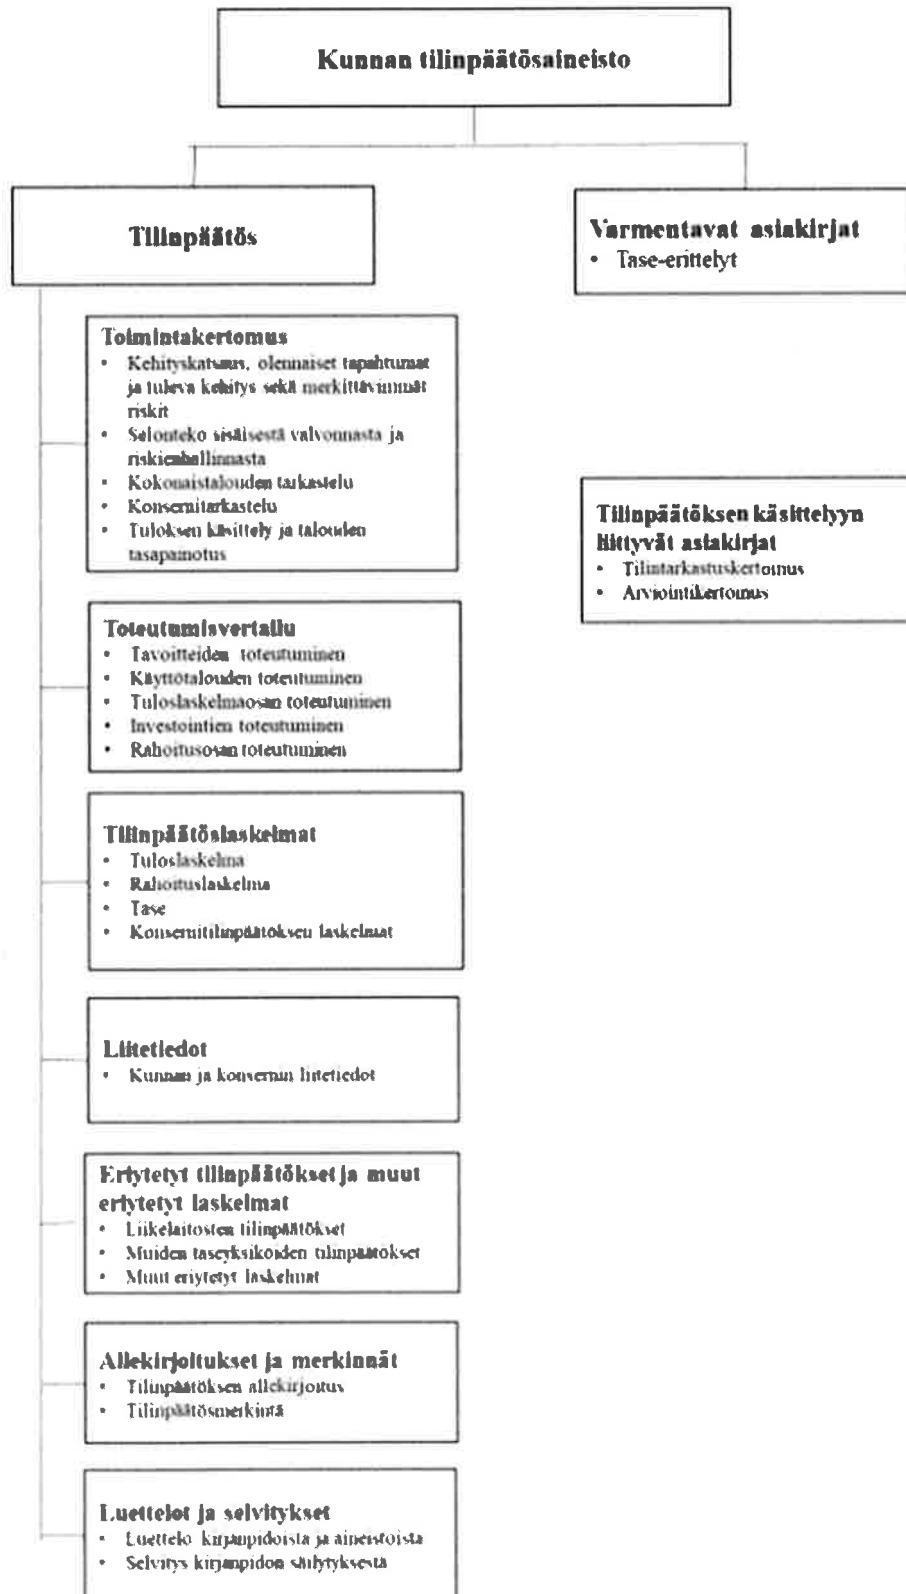 Kunnan tilinpäätösaineisto
Tilinpäätös
Varmentavat asiakirjat
• Tase-erittelyt
Toimintakertomus
• Kehityskatsaus, olennaiset tapahtumat
ja tuleva kehitys sekä merkittävimmät
riskit
• Selonteko sisäisestä valvonnasta ja
riskienhallinnasta
• Kokonaistalouden tarkastelu
• Konsernitarkastelu
• Tuloksen käsittely ja talouden
tasapainotus
Tilinpäätöksen käsittelyyn
liittyvät asiakirjat
• Tilintarkastuskertomus
• Arviointikertomus
Toteutumisvertailu
• Tavoitteiden toteutuminen
• Käyttötalouden toteutuminen
• Tuloslaskelmaosan toteutuminen
• Investointien toteutuminen
• Rahoitusosan toteutuminen
Tilinpäätöslaskelmat
• Tuloslaskelma
• Rahoituslaskelma
• Tase
• Konsernitilinpäätöksen laskelmat
Liitetiedot
• Kunnan ja konsernin liitetiedot
Eriytetyt tilinpäätökset ja muut
eriytetyt laskelmat
• Liikelaitosten tilinpäätökset
• Muiden taseyksiköiden tilinpäätökset
• Muut eriytetyt laskelmat
Allekirjoitukset ja merkinnät
• Tilinpäätöksen allekirjoitus
• Tilinpäätösmerkintä
Luettelot ja selvitykset
• Luettelo kirjanpidoista ja aineistoista
• Selvitys kirjanpidon säilytyksestä